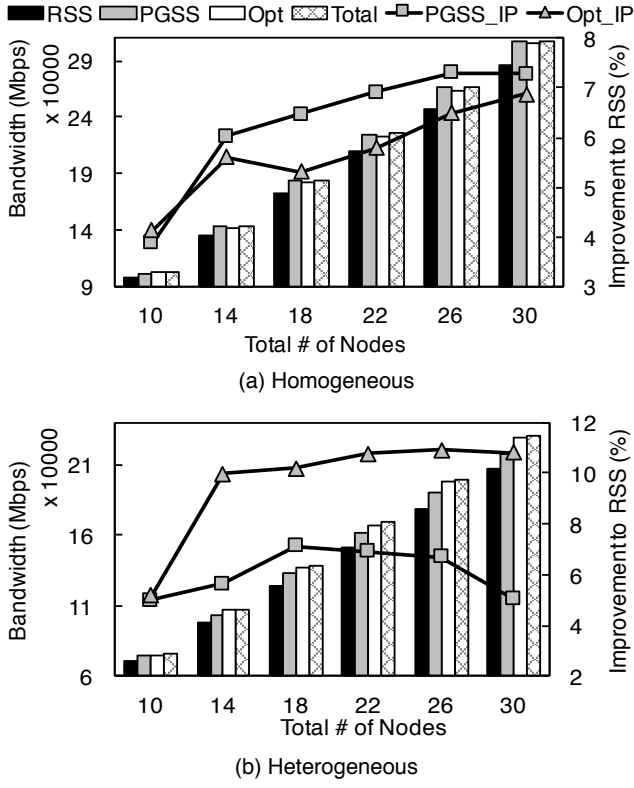 RSS PGSS Opt Total PGSS_IP Opt_IP
Bandwidth (Mbps)
x 10000
29
24
19
14
9
8
7
6
5
4
3
Improvement to RSS (%)
10 14 18 22 26 30
Total # of Nodes
(a) Homogeneous
Bandwidth (Mbps)
x 10000
21
16
11
6
12
10
8
6
4
2
Improvement to RSS (%)
10 14 18 22 26 30
Total # of Nodes
(b) Heterogeneous